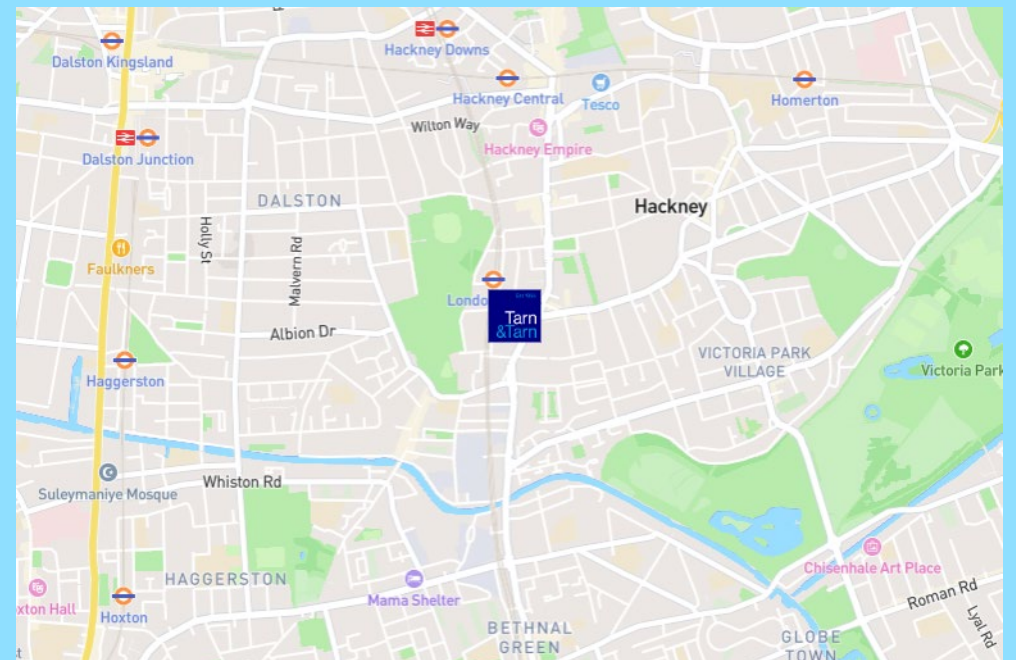 Hackney Downs
Dalston Kingsland
Hackney Central
Tesco
Homerton
Wilton Way
Hackney Empire
Dalston Junction
DALSTON
Hackney
Holly St
Malvern Rd
Faulkners
Londo
Tarn
&Tarn
Albion Dr
VICTORIA PARK
VILLAGE
Victoria Park
Haggerston
Suleymaniye Mosque
Whiston Rd
HAGGERSTON
Mama Shelter
Chisenhale Art Place
Roman Rd
Lyal Rd
xton Hall
Hoxton
BETHNAL
GREEN
GLOBE
TOWN